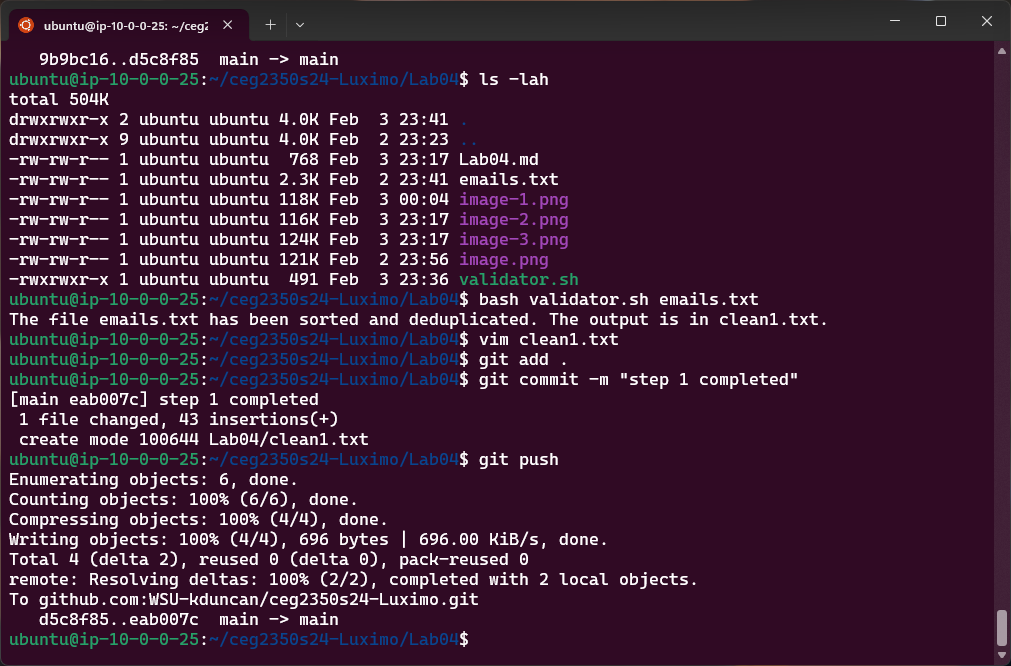 ubuntu@ip-10-0-0-25: ~/ceg2
   9b9bc16..d5c8f85  main -> main
ubuntu@ip-10-0-0-25:~/ceg2350s24-Luximo/Lab04$ ls -lah
total 504K
drwxrwxr-x 2 ubuntu ubuntu 4.0K Feb  3 23:41 .
drwxrwxr-x 9 ubuntu ubuntu 4.0K Feb  2 23:23 ..
-rw-rw-r-- 1 ubuntu ubuntu  768 Feb  3 23:17 Lab04.md
-rw-rw-r-- 1 ubuntu ubuntu 2.3K Feb  2 23:41 emails.txt
-rw-rw-r-- 1 ubuntu ubuntu 118K Feb  3 00:04 image-1.png
-rw-rw-r-- 1 ubuntu ubuntu 116K Feb  3 23:17 image-2.png
-rw-rw-r-- 1 ubuntu ubuntu 124K Feb  3 23:17 image-3.png
-rw-rw-r-- 1 ubuntu ubuntu 121K Feb  2 23:56 image.png
-rwxrwxr-x 1 ubuntu ubuntu  491 Feb  3 23:36 validator.sh
ubuntu@ip-10-0-0-25:~/ceg2350s24-Luximo/Lab04$ bash validator.sh emails.txt
The file emails.txt has been sorted and deduplicated. The output is in clean1.txt.
ubuntu@ip-10-0-0-25:~/ceg2350s24-Luximo/Lab04$ vim clean1.txt
ubuntu@ip-10-0-0-25:~/ceg2350s24-Luximo/Lab04$ git add .
ubuntu@ip-10-0-0-25:~/ceg2350s24-Luximo/Lab04$ git commit -m "step 1 completed"
[main eab007c] step 1 completed
 1 file changed, 43 insertions(+)
 create mode 100644 Lab04/clean1.txt
ubuntu@ip-10-0-0-25:~/ceg2350s24-Luximo/Lab04$ git push
Enumerating objects: 6, done.
Counting objects: 100% (6/6), done.
Compressing objects: 100% (4/4), done.
Writing objects: 100% (4/4), 696 bytes | 696.00 KiB/s, done.
Total 4 (delta 2), reused 0 (delta 0), pack-reused 0
remote: Resolving deltas: 100% (2/2), completed with 2 local objects.
To github.com:WSU-kduncan/ceg2350s24-Luximo.git
   d5c8f85..eab007c  main -> main
ubuntu@ip-10-0-0-25:~/ceg2350s24-Luximo/Lab04$